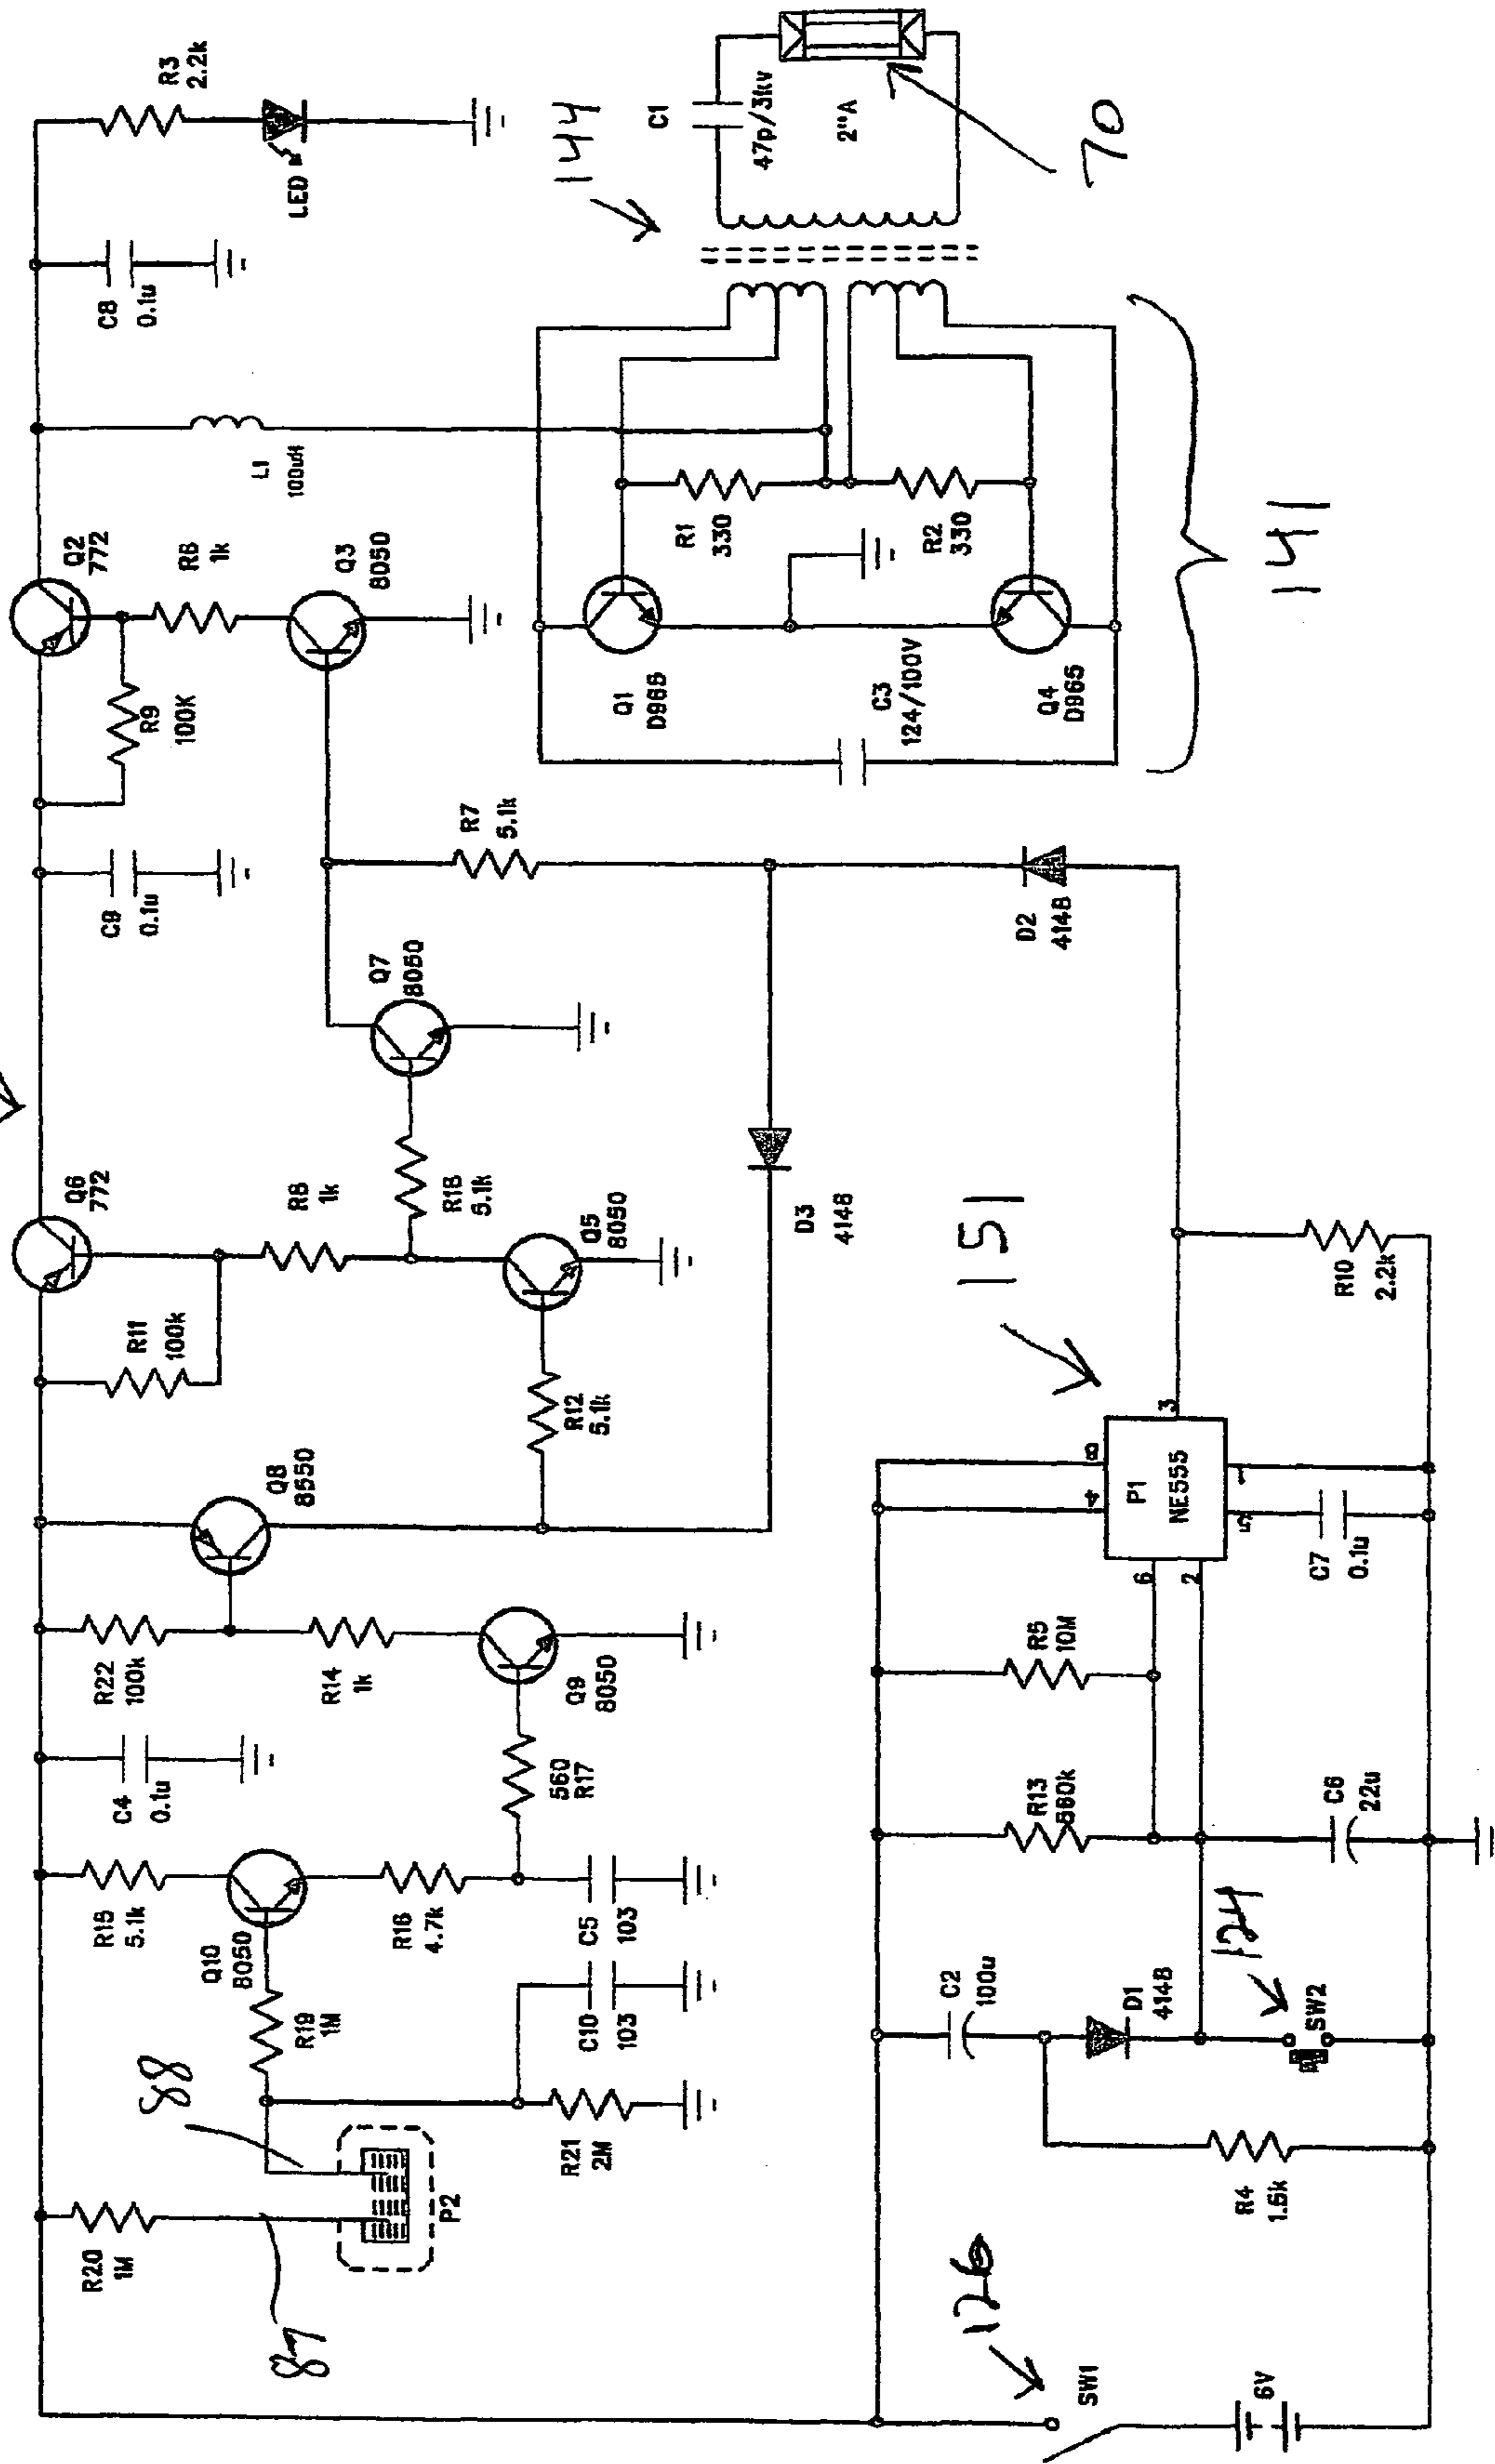 R20
1M
87
88
P2
R19
1M
R21
2M
Q10
8050
R15
5.1k
R16
4.7k
C10
103
C5
103
C4
0.1u
560
R17
R22
100k
R14
1k
Q9
8050
Q8
8550
R11
100k
R12
5.1k
Q6
772
R8
1k
Q5
8050
R18
5.1k
D3
4148
Q7
8050
C9
0.1u
R7
5.1k
D2
4148
R9
100K
Q2
772
R6
1k
Q3
8050
L1
100uH
C8
0.1u
LED
R3
2.2k
Q1
D965
R1
330
C3
124/100V
R2
330
Q4
D965
141
144
C1
47p/3kv
2"A
70
126
SW1
6V
C2
100u
D1
4148
R4
1.5k
124
SW2
R13
C6
22u
R5
10M
151
6
2
4
8
P1
NE555
3
5
1
C7
0.1u
R10
2.2k